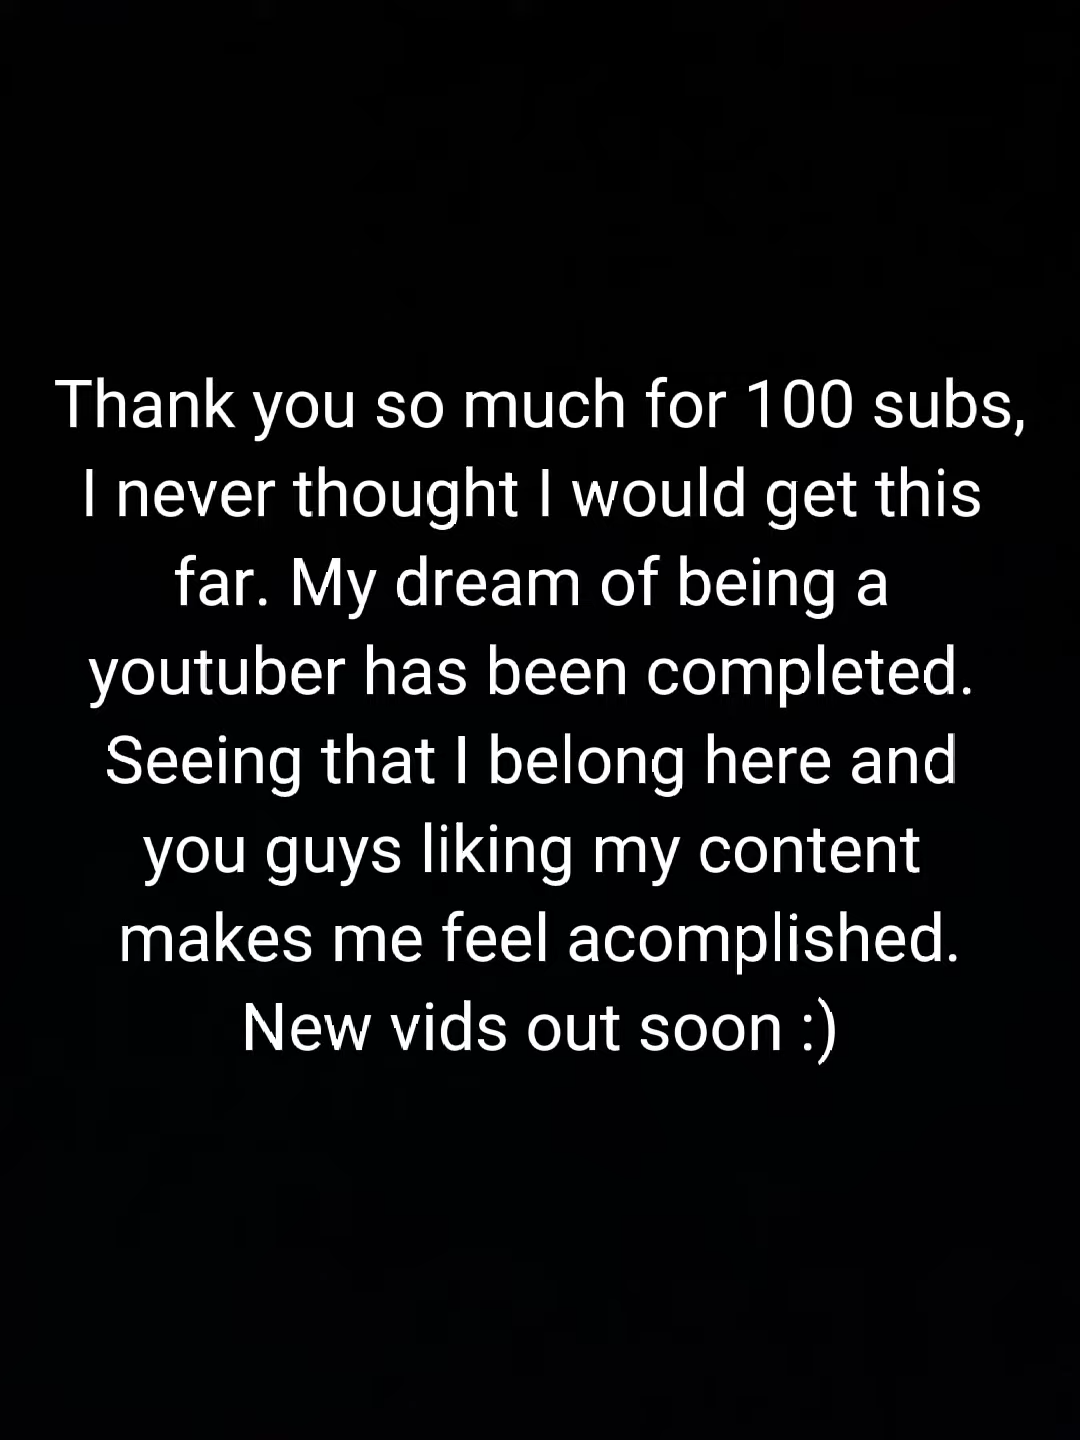 Thank you so much for 100 subs,
I never thought I would get this
far. My dream of being a
youtuber has been completed.
Seeing that I belong here and
you guys liking my content
makes me feel acomplished.
New vids out soon :)